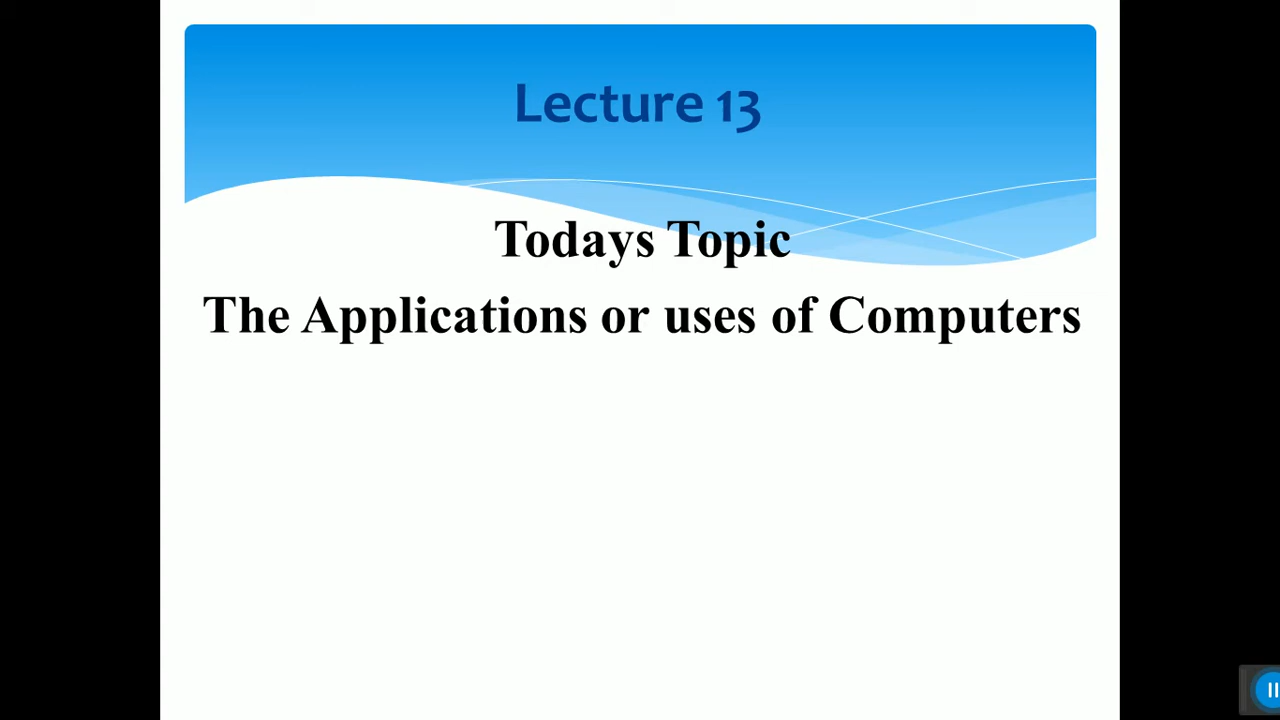 Lecture 13
Todays Topic
The Applications or uses of Computers